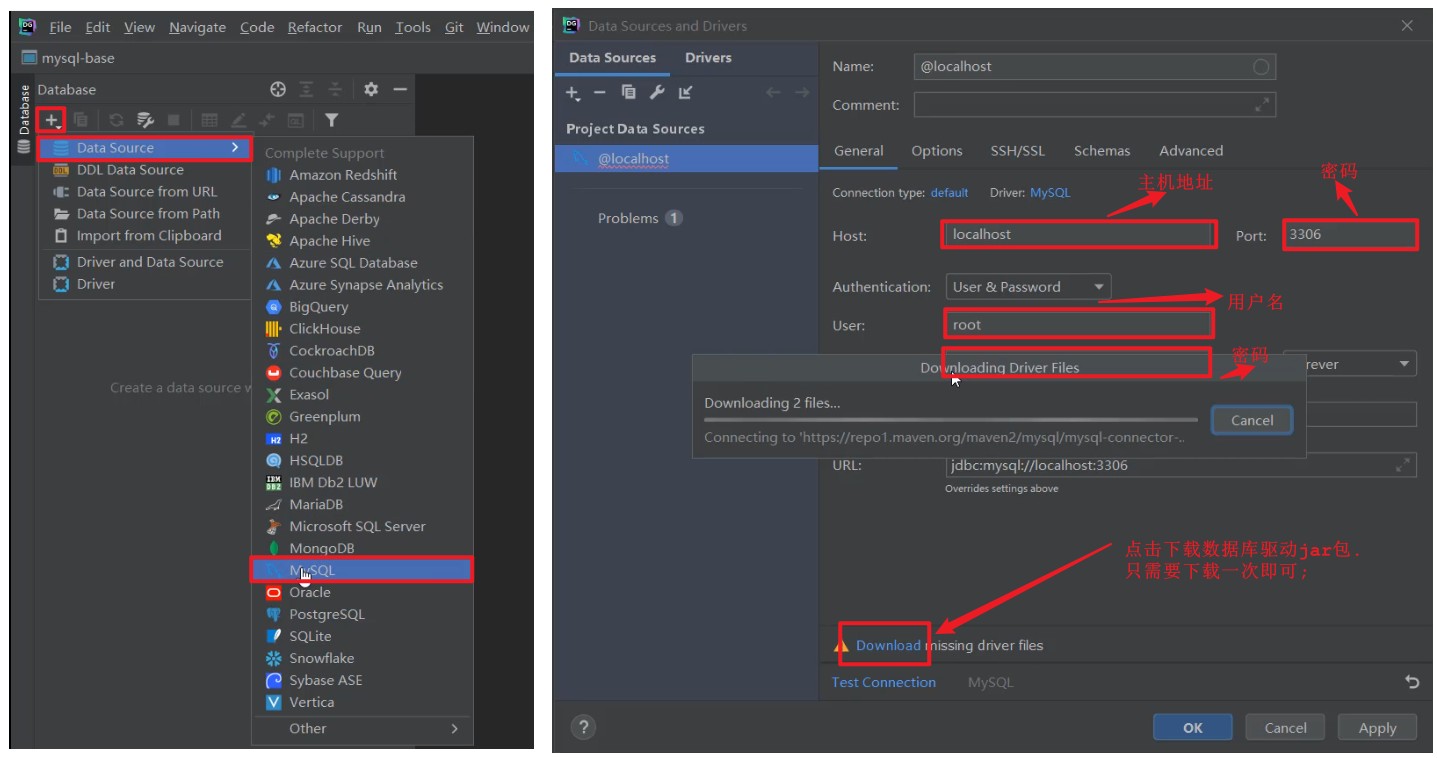 File Edit View Navigate Code Refactor Run Tools Git Window
mysql-base
Database
Database
Data Source
DDL Data Source
Data Source from URL
Data Source from Path
Import from Clipboard
Driver and Data Source
Driver
Create a data source
Complete Support
Amazon Redshift
Apache Cassandra
Apache Derby
Apache Hive
Azure SQL Database
Azure Synapse Analytics
BigQuery
ClickHouse
CockroachDB
Couchbase Query
Exasol
Greenplum
H2
HSQLDB
IBM Db2 LUW
MariaDB
Microsoft SQL Server
MongoDB
MySQL
Oracle
PostgreSQL
SQLite
Snowflake
Sybase ASE
Vertica
Other
Data Sources and Drivers
Data Sources Drivers
Project Data Sources
@localhost
Problems 1
Name: @localhost
Comment:
General Options SSH/SSL Schemas Advanced
Connection type: default Driver: MySQL
主机地址
密码
Host: localhost Port: 3306
Authentication: User & Password
用户名
User: root
密码
Downloading Driver Files
Downloading 2 files...
Cancel
Connecting to 'https://repo1.maven.org/maven2/mysql/mysql-connector-..
URL: jdbc:mysql://localhost:3306
Overrides settings above
点击下载数据库驱动jar包.
只需要下载一次即可;
Download missing driver files
Test Connection MySQL
? OK Cancel Apply